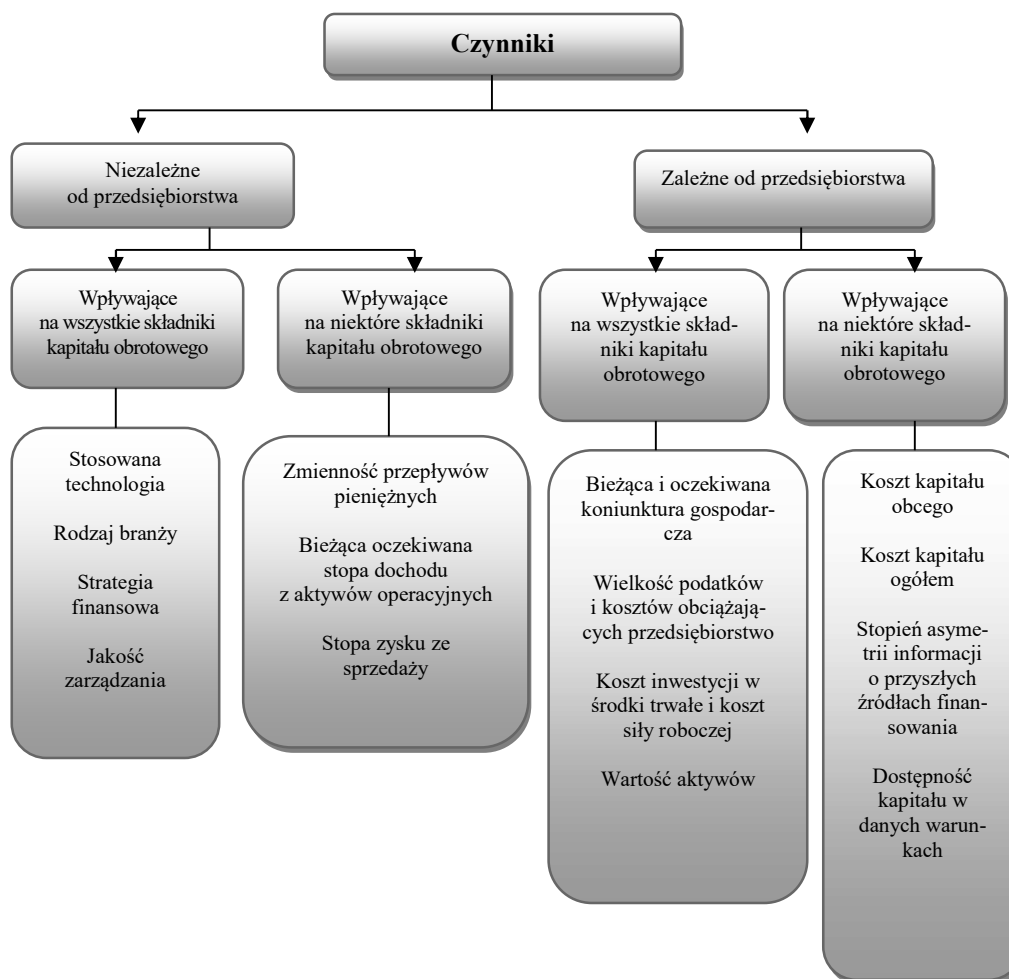 Czynniki
Niezależne
od przedsiębiorstwa
Zależne od przedsiębiorstwa
Wpływające
na wszystkie składniki
kapitału obrotowego
Wpływające
na niektóre składniki
kapitału obrotowego
Wpływające
na wszystkie skład-
niki kapitału
obrotowego
Wpływające
na niektóre skład-
niki kapitału
obrotowego
Stosowana
technologia
Rodzaj branży
Strategia
finansowa
Jakość
zarządzania
Zmienność przepływów
pieniężnych
Bieżąca oczekiwana
stopa dochodu
z aktywów operacyjnych
Stopa zysku ze
sprzedaży
Bieżąca i oczekiwana
koniunktura gospodar-
cza
Wielkość podatków
i kosztów obciążają-
cych przedsiębiorstwo
Koszt inwestycji w
środki trwałe i koszt
siły roboczej
Wartość aktywów
Koszt kapitału
obcego
Koszt kapitału
ogółem
Stopień asyme-
trii informacji
o przyszłych
źródłach finan-
sowania
Dostępność
kapitału w
danych warun-
kach